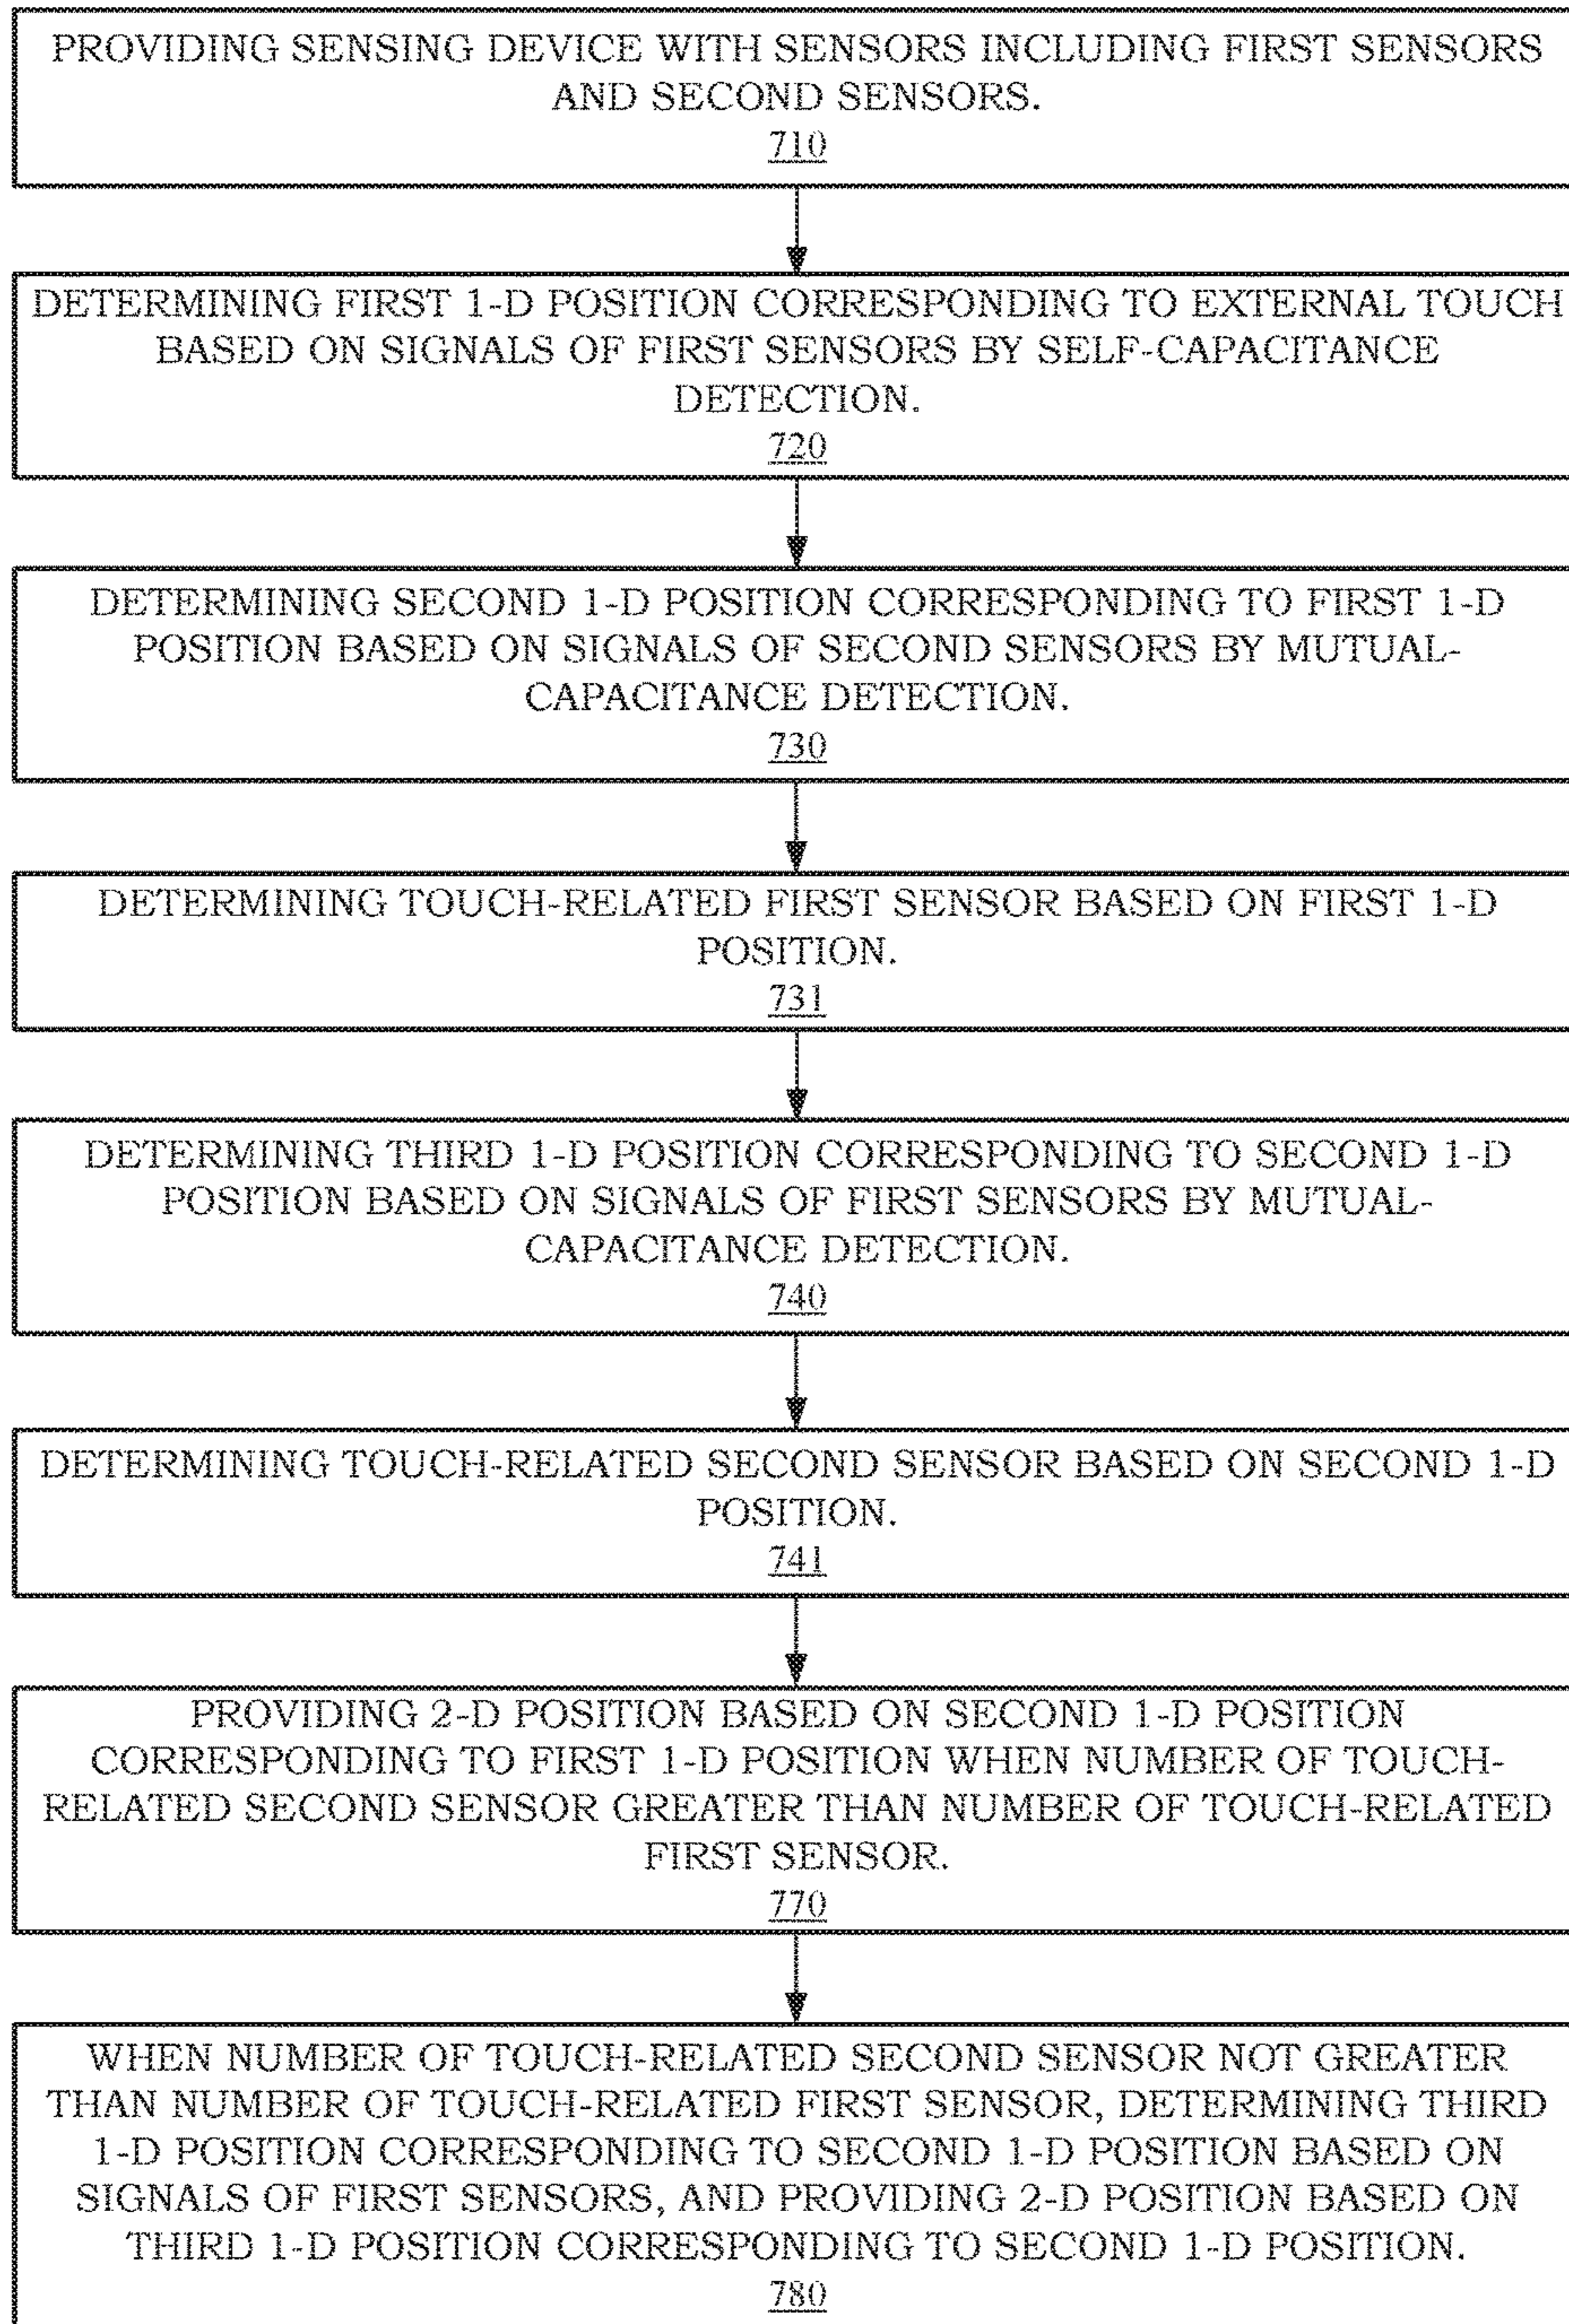 PROVIDING SENSING DEVICE WITH SENSORS INCLUDING FIRST SENSORS
AND SECOND SENSORS.
710
DETERMINING FIRST 1-D POSITION CORRESPONDING TO EXTERNAL TOUCH
BASED ON SIGNALS OF FIRST SENSORS BY SELF-CAPACITANCE
DETECTION.
720
DETERMINING SECOND 1-D POSITION CORRESPONDING TO FIRST 1-D
POSITION BASED ON SIGNALS OF SECOND SENSORS BY MUTUAL-
CAPACITANCE DETECTION.
730
DETERMINING TOUCH-RELATED FIRST SENSOR BASED ON FIRST 1-D
POSITION.
731
DETERMINING THIRD 1-D POSITION CORRESPONDING TO SECOND 1-D
POSITION BASED ON SIGNALS OF FIRST SENSORS BY MUTUAL-
CAPACITANCE DETECTION.
740
DETERMINING TOUCH-RELATED SECOND SENSOR BASED ON SECOND 1-D
POSITION.
741
PROVIDING 2-D POSITION BASED ON SECOND 1-D POSITION
CORRESPONDING TO FIRST 1-D POSITION WHEN NUMBER OF TOUCH-
RELATED SECOND SENSOR GREATER THAN NUMBER OF TOUCH-RELATED
FIRST SENSOR.
770
WHEN NUMBER OF TOUCH-RELATED SECOND SENSOR NOT GREATER
THAN NUMBER OF TOUCH-RELATED FIRST SENSOR, DETERMINING THIRD
1-D POSITION CORRESPONDING TO SECOND 1-D POSITION BASED ON
SIGNALS OF FIRST SENSORS, AND PROVIDING 2-D POSITION BASED ON
THIRD 1-D POSITION CORRESPONDING TO SECOND 1-D POSITION.
780